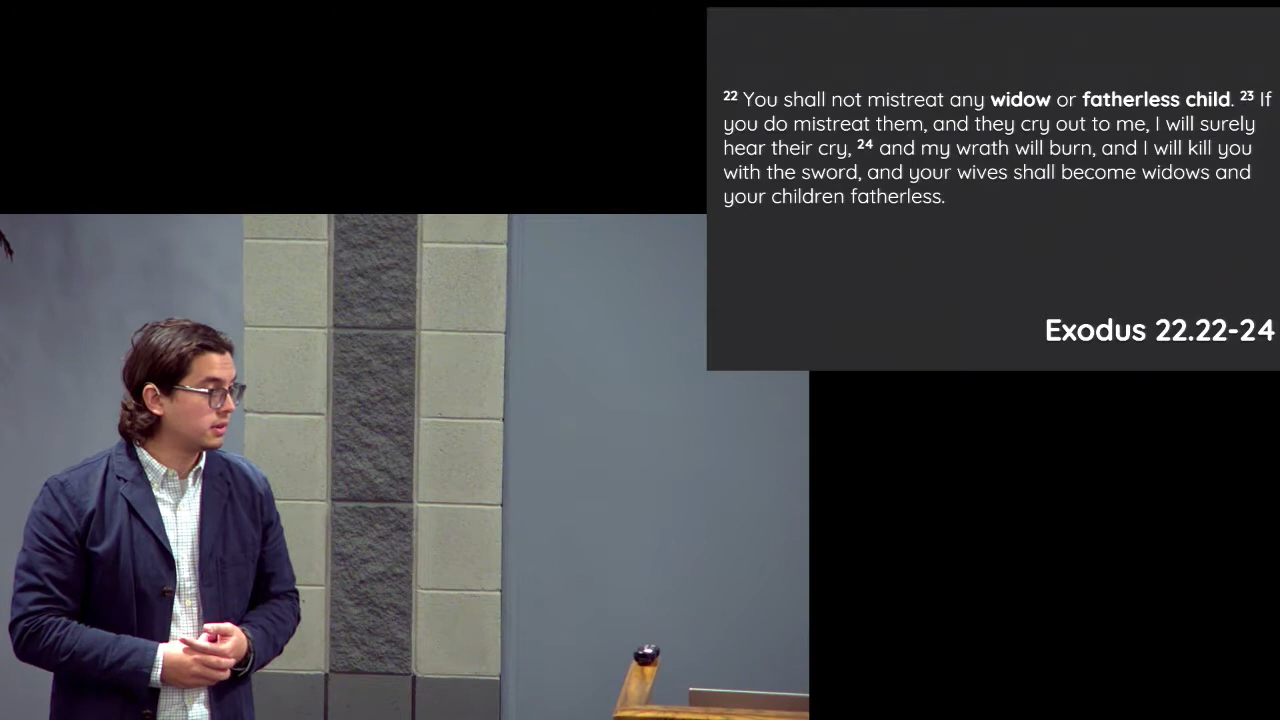 22 You shall not mistreat any widow or fatherless child. 23 If
you do mistreat them, and they cry out to me, I will surely
hear their cry, 24 and my wrath will burn, and I will kill you
with the sword, and your wives shall become widows and
your children fatherless.
Exodus 22.22-24